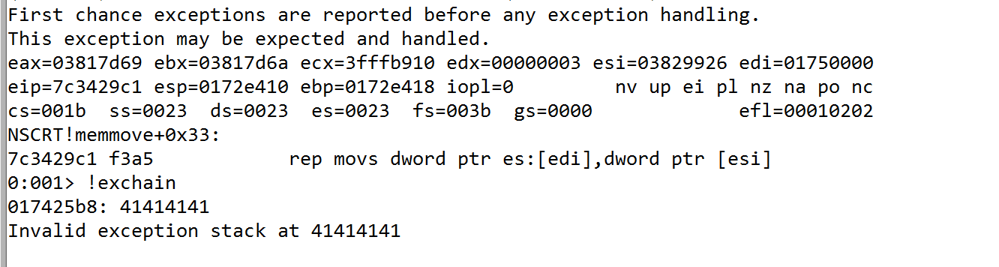 First chance exceptions are reported before any exception handling.
This exception may be expected and handled.
eax=03817d69 ebx=03817d6a ecx=3fffb910 edx=00000003 esi=03829926 edi=01750000
eip=7c3429c1 esp=0172e410 ebp=0172e418 iopl=0         nv up ei pl nz na po nc
cs=001b  ss=0023  ds=0023  es=0023  fs=003b  gs=0000             efl=00010202
NSCRT!memmove+0x33:
7c3429c1 f3a5            rep movs dword ptr es:[edi],dword ptr [esi]
0:001> !exchain
017425b8: 41414141
Invalid exception stack at 41414141